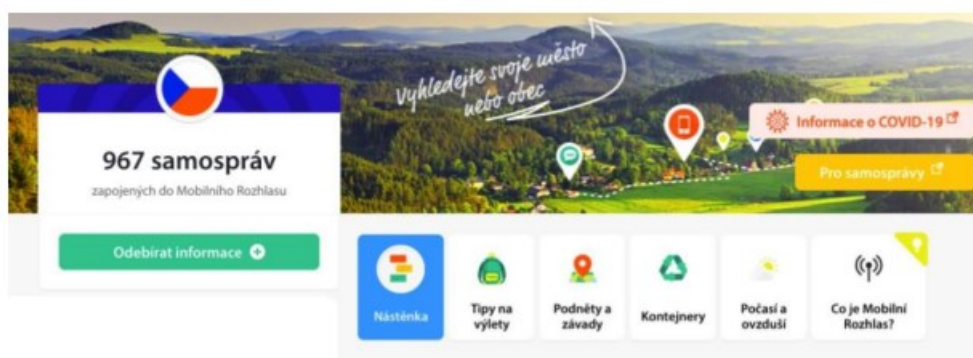 Vyhledejte svoje město
nebo obec
Informace o COVID-19
Pro samosprávy
967 samospráv
zapojených do Mobilního Rozhlasu
Odebírat informace
Nástěnka
Tipy na
výlety
Podněty a
závady
Kontejnery
Počasí a
ovzduší
Co je Mobilní
Rozhlas?